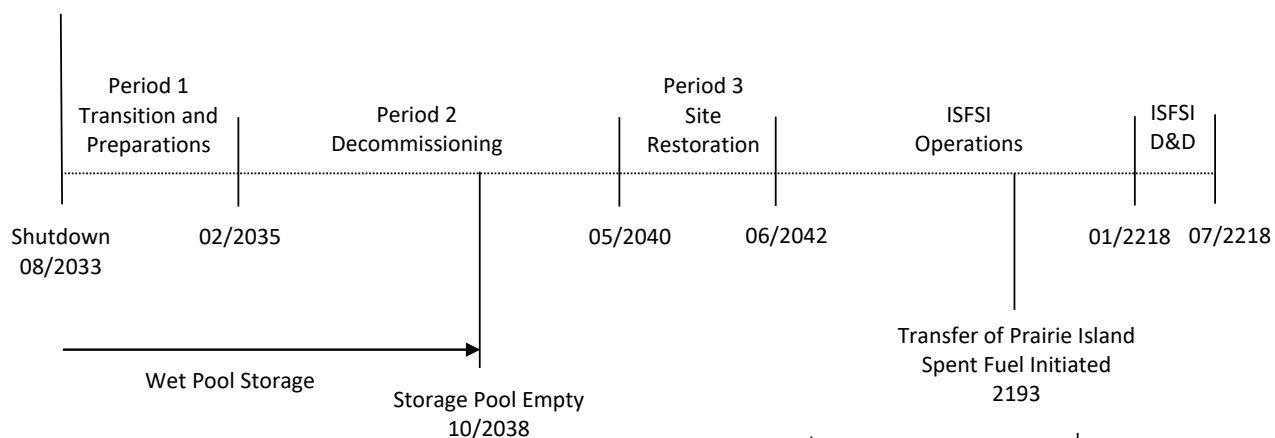 Period 1
Transition and
Preparations
Period 2
Decommissioning
Period 3
Site
Restoration
ISFSI
Operations
ISFSI
D&D
Shutdown
08/2033
02/2035
05/2040
06/2042
01/2218
07/2218
Wet Pool Storage
Storage Pool Empty
10/2038
Transfer of Prairie Island
Spent Fuel Initiated
2193